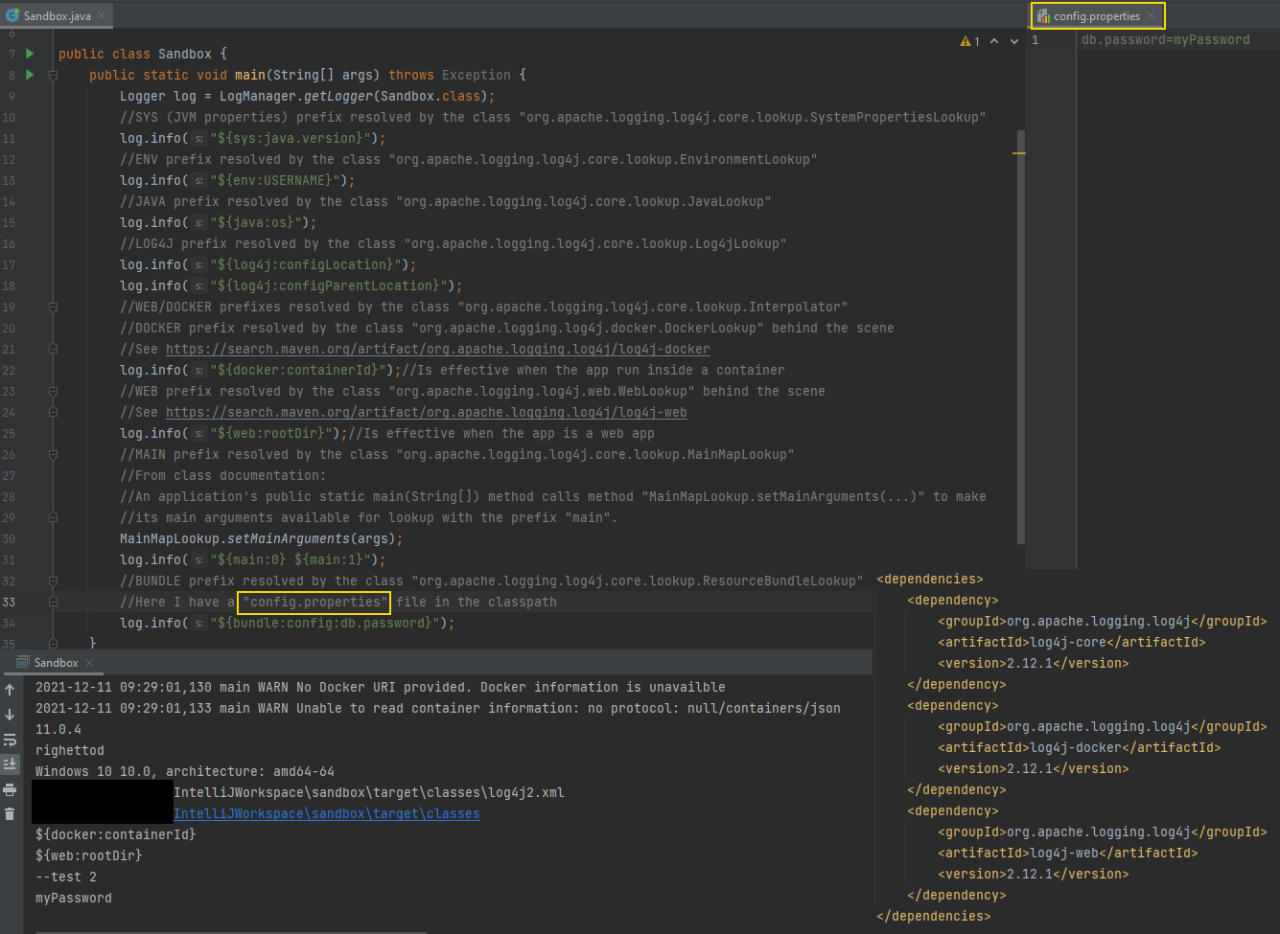 Sandbox.java
config.properties
6
7 public class Sandbox {
8 public static void main(String[] args) throws Exception {
9 Logger log = LogManager.getLogger(Sandbox.class);
10 //SYS (JVM properties) prefix resolved by the class "org.apache.logging.log4j.core.lookup.SystemPropertiesLookup"
11 log.info( s: "${sys:java.version}");
12 //ENV prefix resolved by the class "org.apache.logging.log4j.core.lookup.EnvironmentLookup"
13 log.info( s: "${env:USERNAME}");
14 //JAVA prefix resolved by the class "org.apache.logging.log4j.core.lookup.JavaLookup"
15 log.info( s: "${java:os}");
16 //LOG4J prefix resolved by the class "org.apache.logging.log4j.core.lookup.Log4jLookup"
17 log.info( s: "${log4j:configLocation}");
18 log.info( s: "${log4j:configParentLocation}");
19 //WEB/DOCKER prefixes resolved by the class "org.apache.logging.log4j.core.lookup.Interpolator"
20 //DOCKER prefix resolved by the class "org.apache.logging.log4j.docker.DockerLookup" behind the scene
21 //See https://search.maven.org/artifact/org.apache.logging.log4j/log4j-docker
22 log.info( s: "${docker:containerId}");//Is effective when the app run inside a container
23 //WEB prefix resolved by the class "org.apache.logging.log4j.web.WebLookup" behind the scene
24 //See https://search.maven.org/artifact/org.apache.logging.log4j/log4j-web
25 log.info( s: "${web:rootDir}");//Is effective when the app is a web app
26 //MAIN prefix resolved by the class "org.apache.logging.log4j.core.lookup.MainMapLookup"
27 //From class documentation:
28 //An application's public static main(String[]) method calls method "MainMapLookup.setMainArguments(...)" to make
29 //its main arguments available for lookup with the prefix "main".
30 MainMapLookup.setMainArguments(args);
31 log.info( s: "${main:0} ${main:1}");
32 //BUNDLE prefix resolved by the class "org.apache.logging.log4j.core.lookup.ResourceBundleLookup"
33 //Here I have a "config.properties" file in the classpath
34 log.info( s: "${bundle:config:db.password}");
35 }
1
1 db.password=myPassword
<dependencies>
<dependency>
<groupId>org.apache.logging.log4j</groupId>
<artifactId>log4j-core</artifactId>
<version>2.12.1</version>
</dependency>
<dependency>
<groupId>org.apache.logging.log4j</groupId>
<artifactId>log4j-docker</artifactId>
<version>2.12.1</version>
</dependency>
<dependency>
<groupId>org.apache.logging.log4j</groupId>
<artifactId>log4j-web</artifactId>
<version>2.12.1</version>
</dependency>
</dependencies>
Sandbox
2021-12-11 09:29:01,130 main WARN No Docker URI provided. Docker information is unavailble
2021-12-11 09:29:01,133 main WARN Unable to read container information: no protocol: null/containers/json
11.0.4
righettod
Windows 10 10.0, architecture: amd64-64
IntelliJWorkspace\sandbox\target\classes\log4j2.xml
IntelliJWorkspace\sandbox\target\classes
${docker:containerId}
${web:rootDir}
--test 2
myPassword